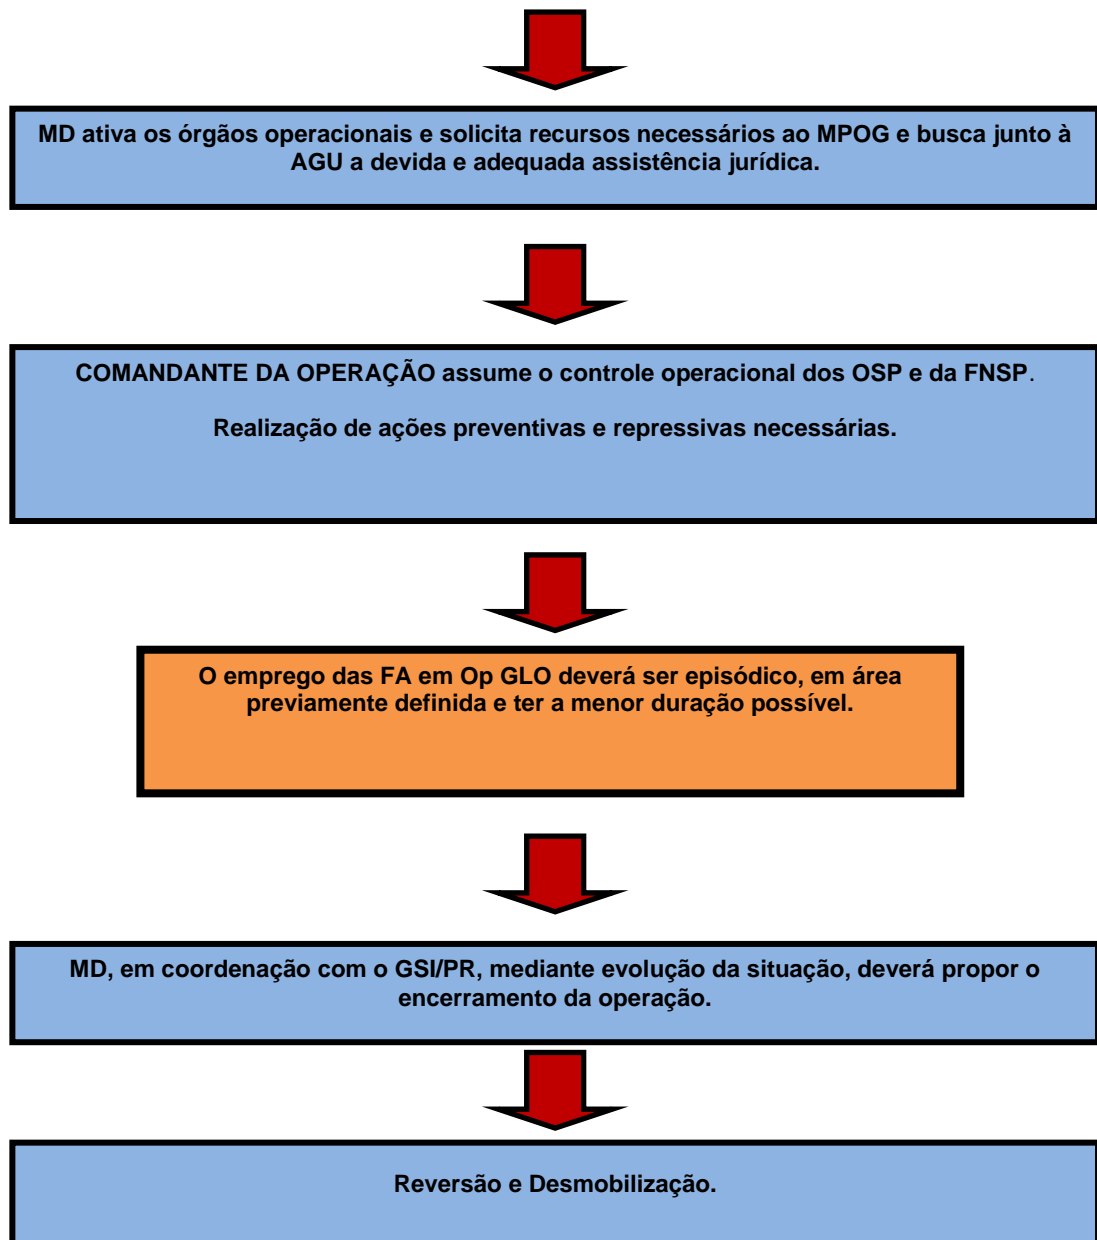 MD ativa os órgãos operacionais e solicita recursos necessários ao MPOG e busca junto à
AGU a devida e adequada assistência jurídica.
COMANDANTE DA OPERAÇÃO assume o controle operacional dos OSP e da FNSP.
Realização de ações preventivas e repressivas necessárias.
O emprego das FA em Op GLO deverá ser episódico, em área
previamente definida e ter a menor duração possível.
MD, em coordenação com o GSI/PR, mediante evolução da situação, deverá propor o
encerramento da operação.
Reversão e Desmobilização.